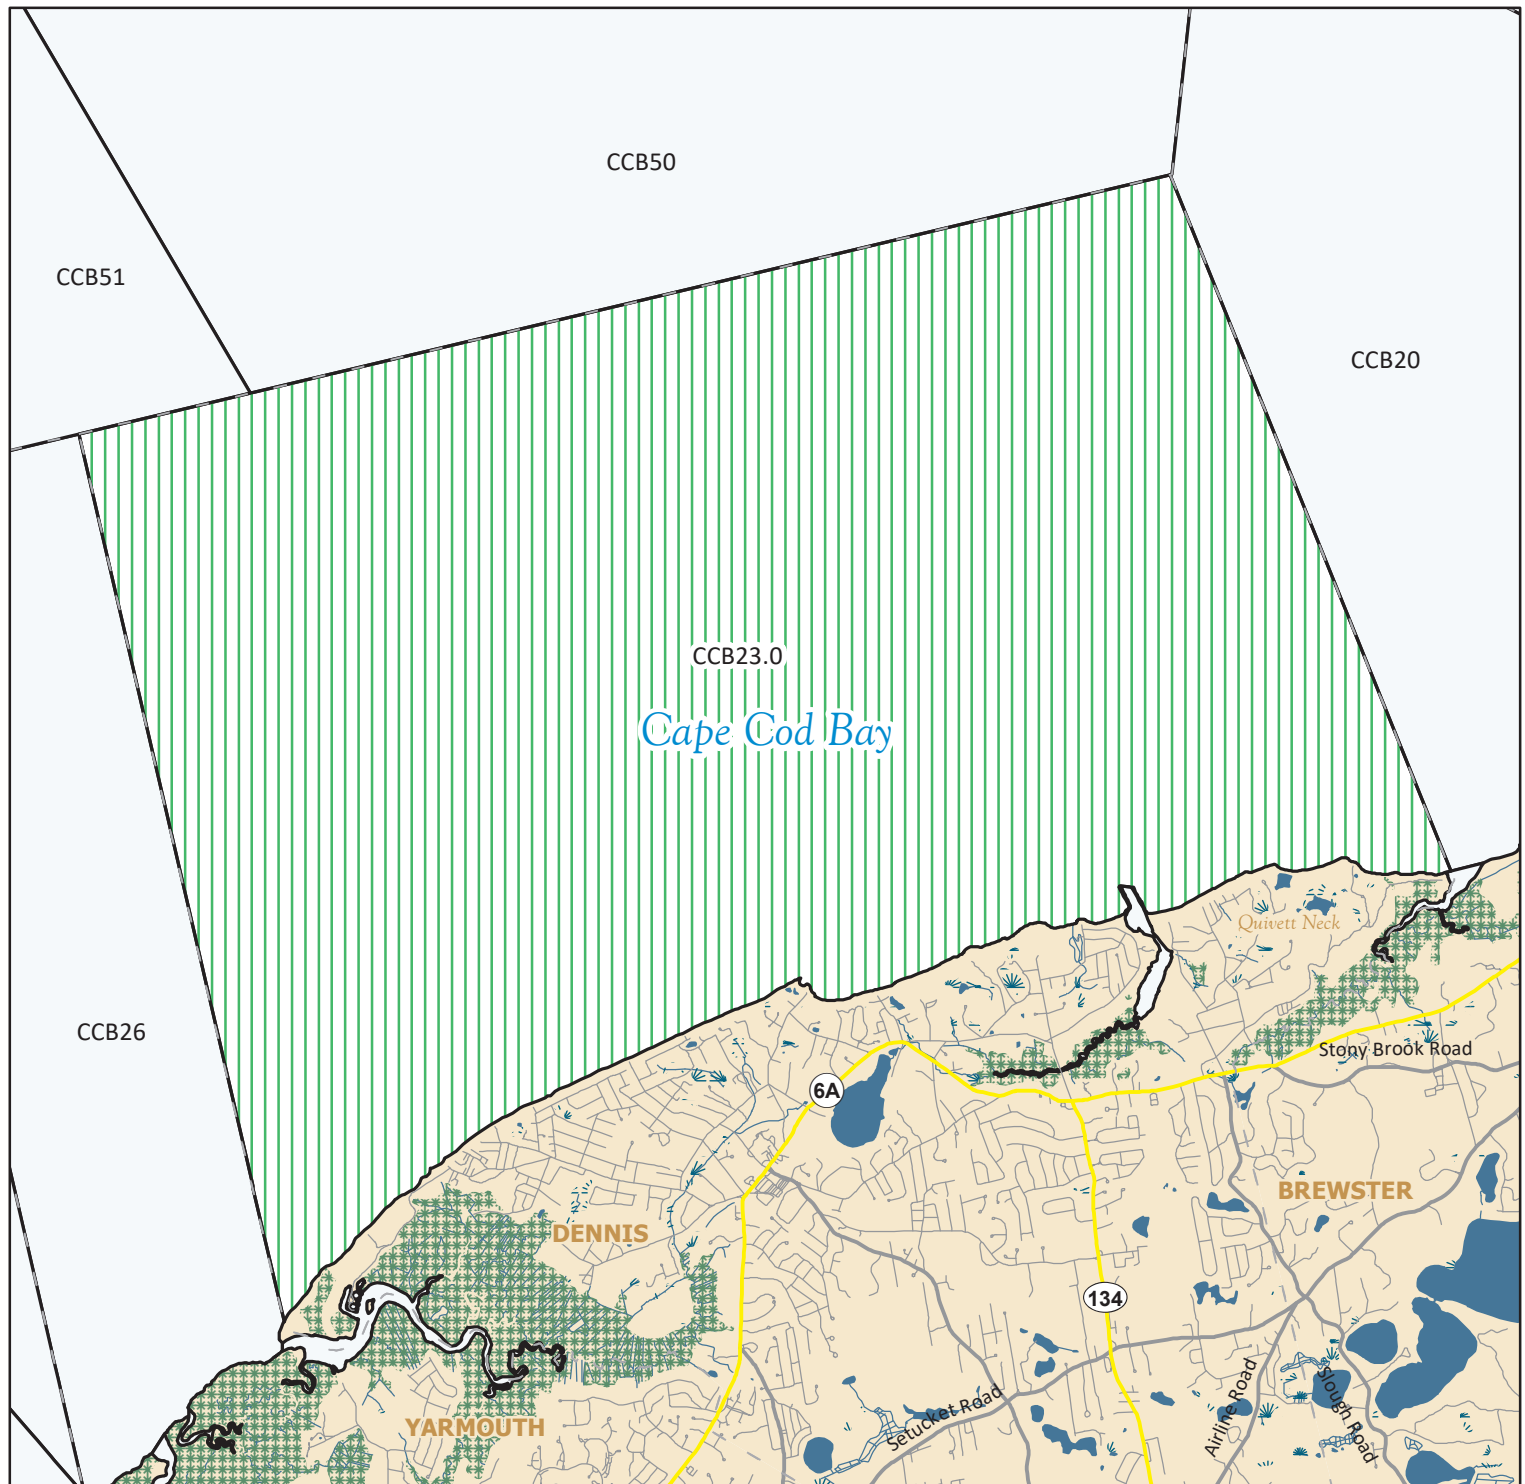 CCB50
CCB51
CCB20
CCB23.0
Cape Cod Bay
Quivett Neck
CCB26
Stony Brook Road
6A
BREWSTER
DENNIS
134
Airline Road
Slough Road
Setucket Road
YARMOUTH